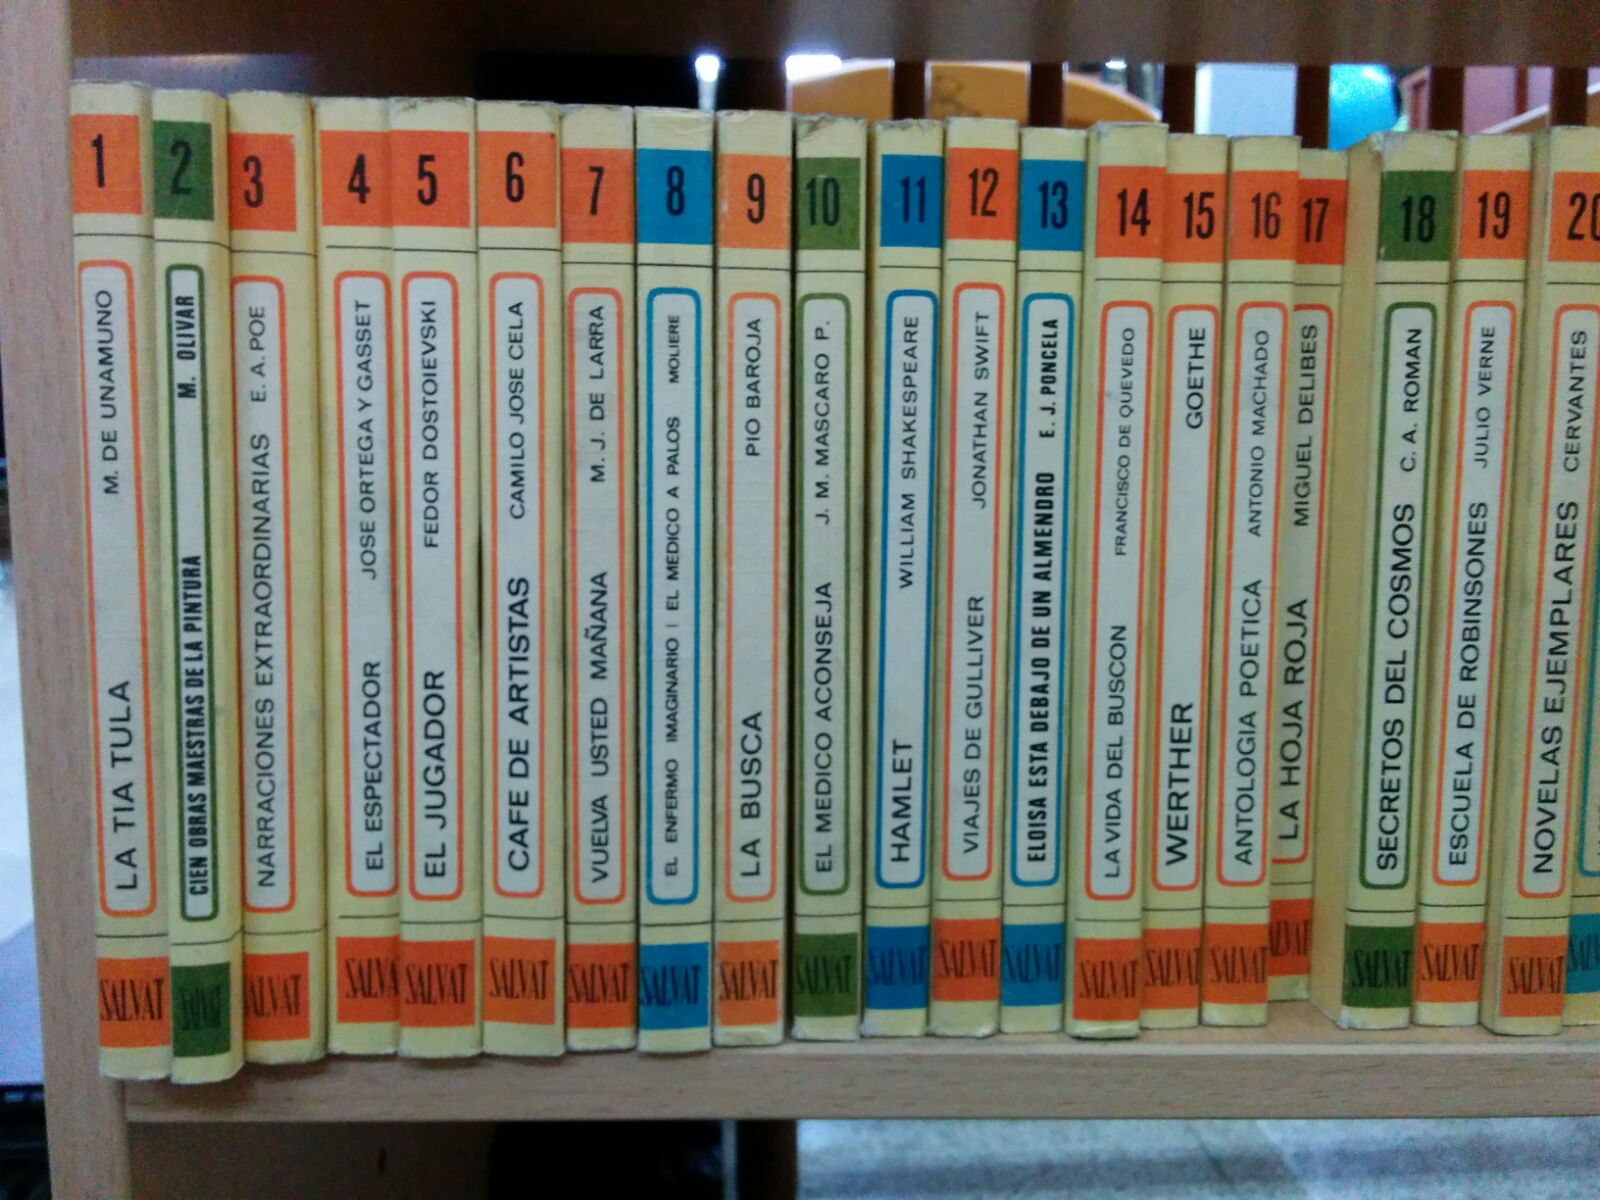 1
M. DE UNAMUNO
LA TIA TULA
SALVAT
2
M. OLIVAR
CIEN OBRAS MAESTRAS DE LA PINTURA
SALVAT
3
E. A. POE
NARRACIONES EXTRAORDINARIAS
SALVAT
4
JOSE ORTEGA Y GASSET
EL ESPECTADOR
SALVA
5
FEDOR DOSTOIEVSKI
EL JUGADOR
SALVAT
6
CAMILO JOSE CELA
CAFE DE ARTISTAS
SALVAT
7
M. J. DE LARRA
VUELVA USTED MAÑANA
SALVAT
8
MOLIERE
EL ENFERMO IMAGINARIO | EL MEDICO A PALOS
SALVAT
9
PIO BAROJA
LA BUSCA
SALVAT
10
J. M. MASCARO P.
EL MEDICO ACONSEJA
SALVAT
11
WILLIAM SHAKESPEARE
HAMLET
SALVAT
12
JONATHAN SWIFT
VIAJES DE GULLIVER
SALVAT
13
E. J. PONCELA
ELOISA ESTA DEBAJO DE UN ALMENDRO
SALVAT
14
FRANCISCO DE QUEVEDO
LA VIDA DEL BUSCON
SALVAT
15
GOETHE
WERTHER
SALVAT
16
ANTONIO MACHADO
ANTOLOGIA POETICA
SALVAT
17
MIGUEL DELIBES
LA HOJA ROJA
SALVAT
18
C. A. ROMAN
SECRETOS DEL COSMOS
SALVAT
19
JULIO VERNE
ESCUELA DE ROBINSONES
SALVAT
20
CERVANTES
NOVELAS EJEMPLARES
SALVAT